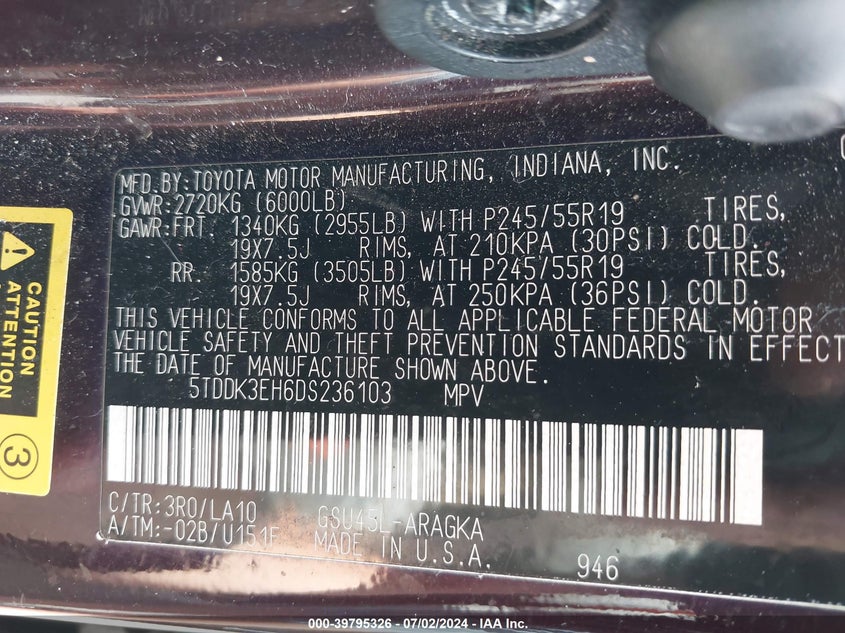 MFD.BY:TOYOTA MOTOR MANUFACTURING, INDIANA, INC.
GVWR:2720KG (6000LB)
GAWR:FRT. 1340KG (2955LB) WITH P245/55R19 TIRES,
19X7.5J RIMS, AT 210KPA (30PSI) COLD.
RR. 1585KG (3505LB) WITH P245/55R19 TIRES,
19X7.5J RIMS, AT 250KPA (36PSI) COLD.
THIS VEHICLE CONFORMS TO ALL APPLICABLE FEDERAL MOTOR
VEHICLE SAFETY AND THEFT PREVENTION STANDARDS IN EFFECT
THE DATE OF MANUFACTURE SHOWN ABOVE.
5TDDK3EH6DS236103 MPV
C/TR:3R0/LA10 GSU45L-ARAGKA
A/TM:-02B/U151F MADE IN U.S.A.
946
CAUTION
ATTENTION
3
000-39795326 - 07/02/2024 - IAA Inc.